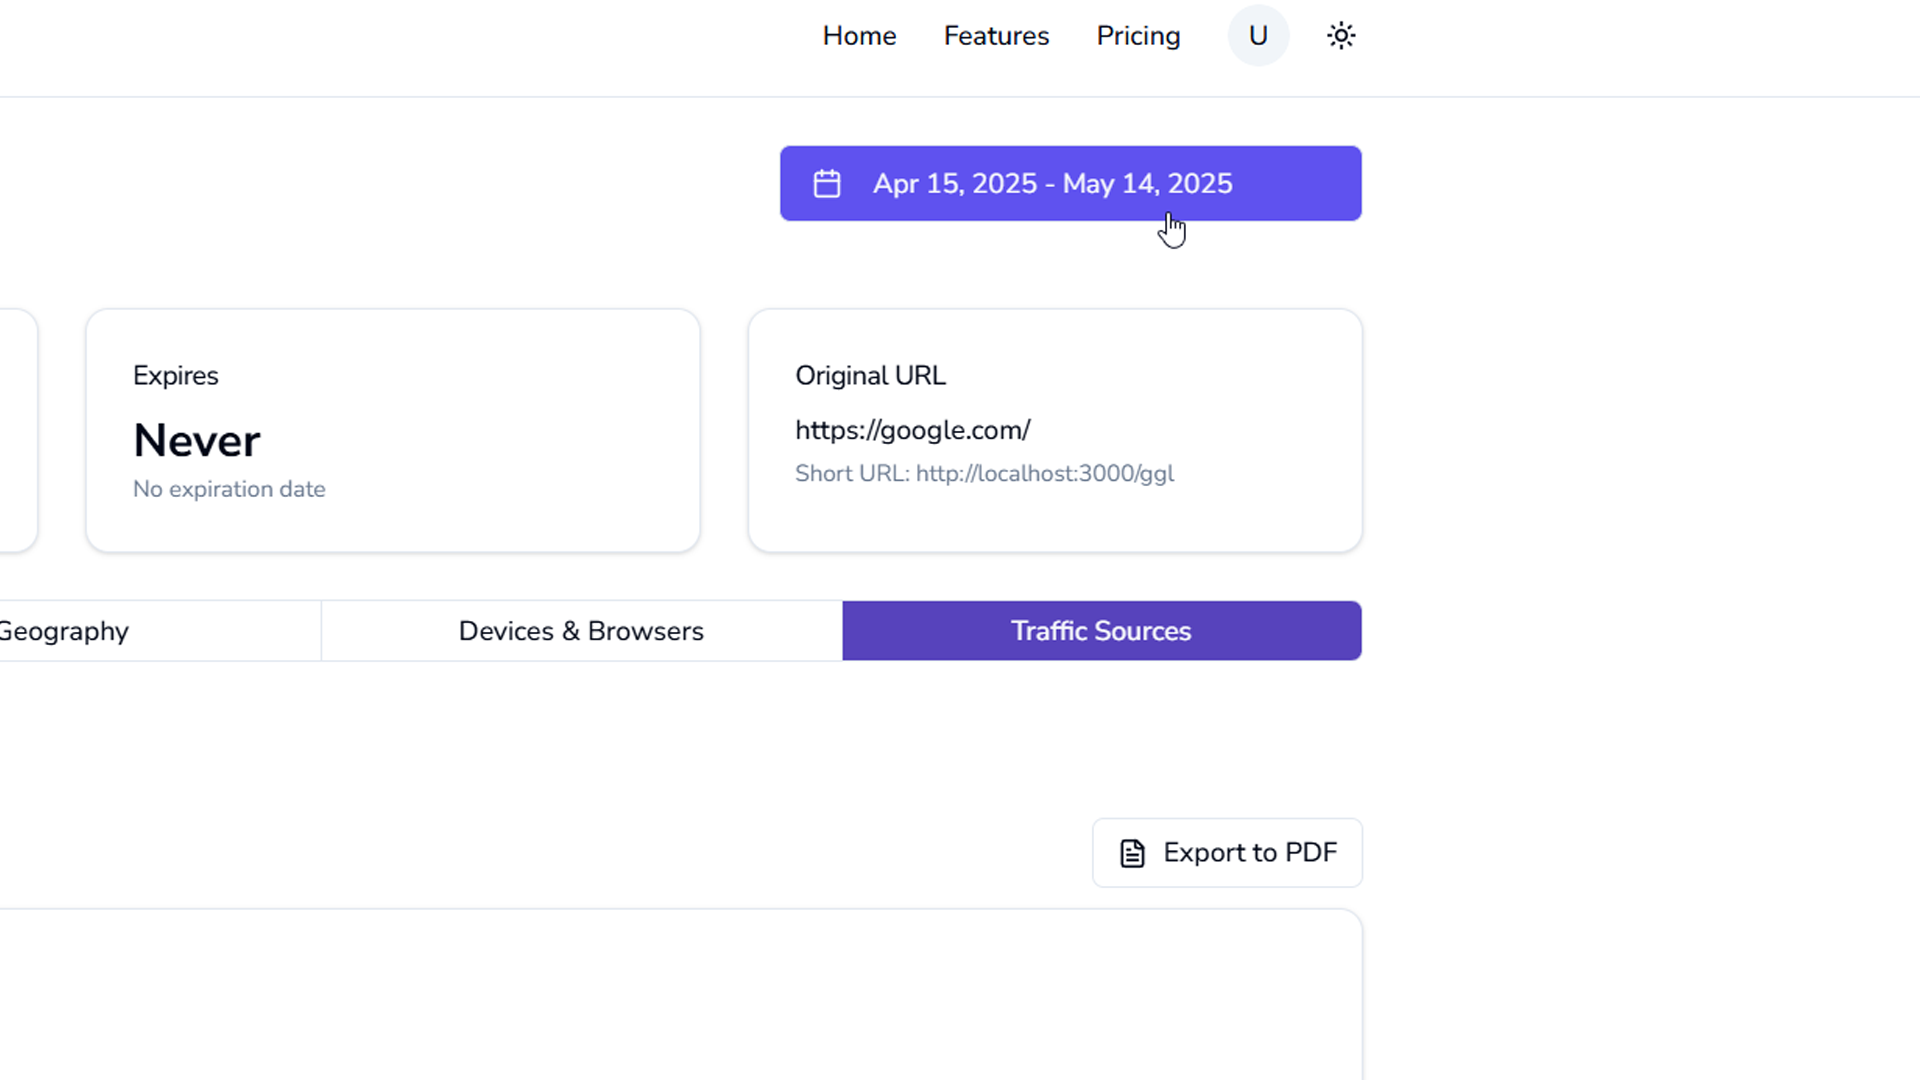 Home Features Pricing U
Apr 15, 2025 - May 14, 2025
Expires
Never
No expiration date
Original URL
https://google.com/
Short URL: http://localhost:3000/ggl
Geography Devices & Browsers Traffic Sources
Export to PDF